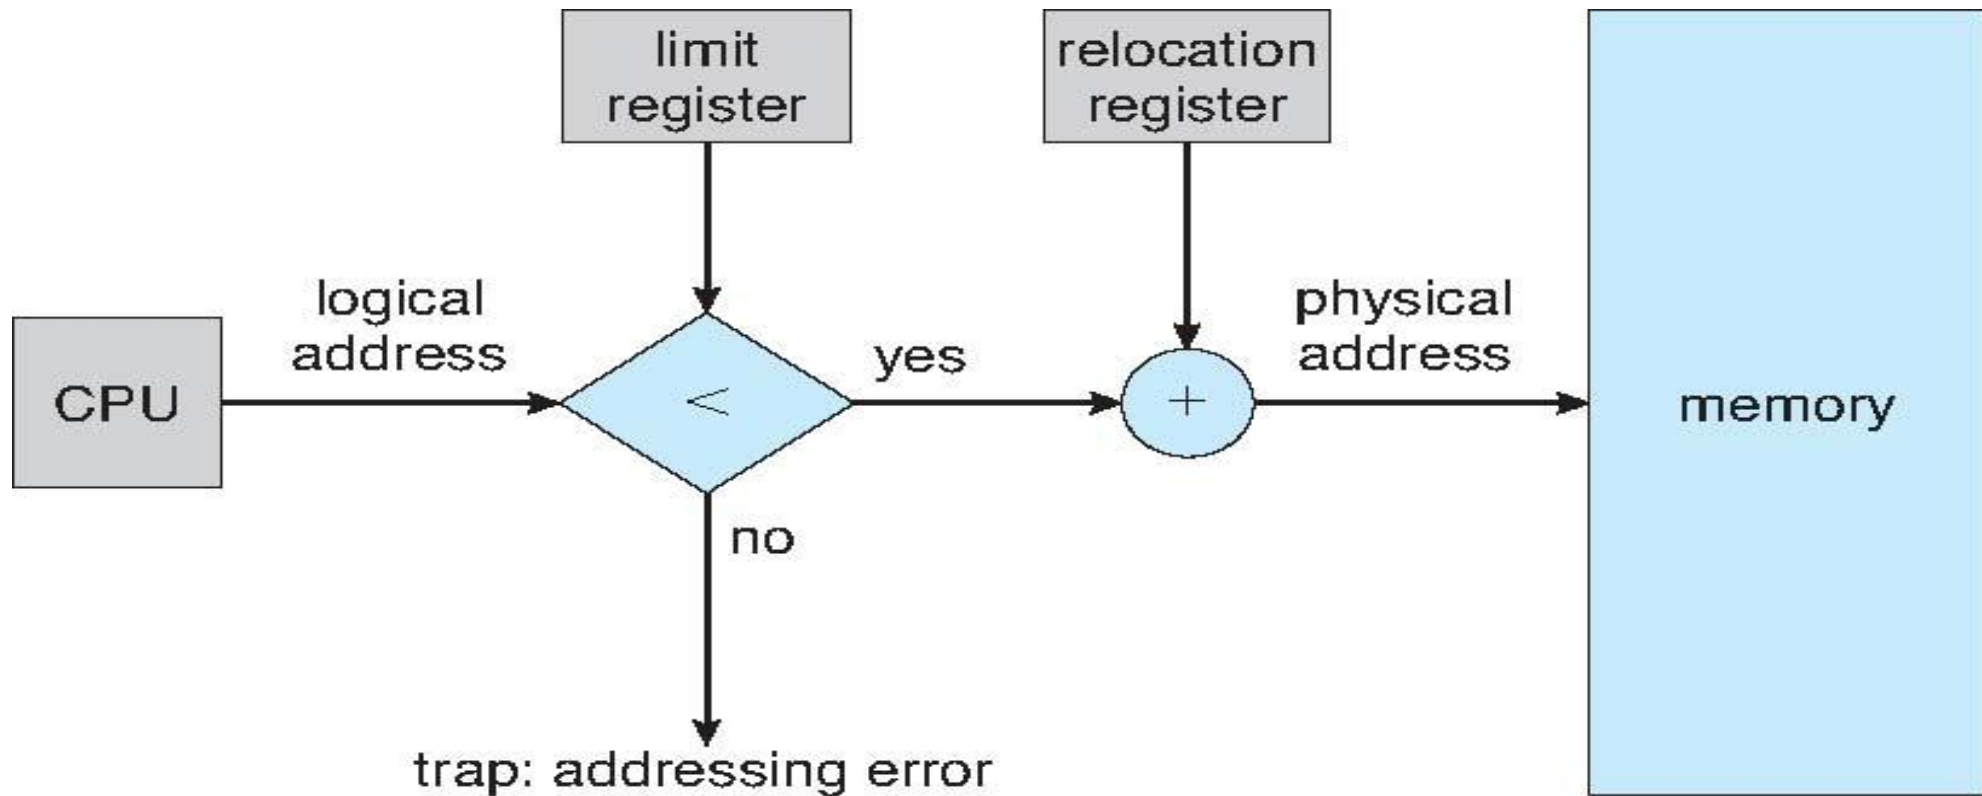 limit
register
relocation
register
logical
address
physical
address
CPU
<
yes
+
memory
no
trap: addressing error